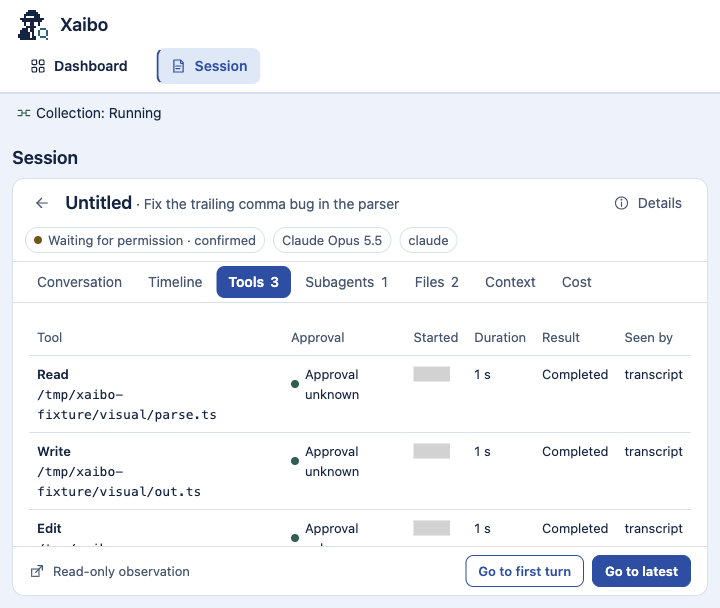 Xaibo
Dashboard
Session
Collection: Running
Session
Untitled · Fix the trailing comma bug in the parser
Details
Waiting for permission · confirmed
Claude Opus 5.5
claude
Conversation
Timeline
Tools 3
Subagents 1
Files 2
Context
Cost
Tool Approval Started Duration Result Seen by
Read
/tmp/xaibo-
fixture/visual/parse.ts
Approval
unknown
1 s
Completed
transcript
Write
/tmp/xaibo-
fixture/visual/out.ts
Approval
unknown
1 s
Completed
transcript
Edit
Approval
1 s
Completed
transcript
Read-only observation
Go to first turn
Go to latest